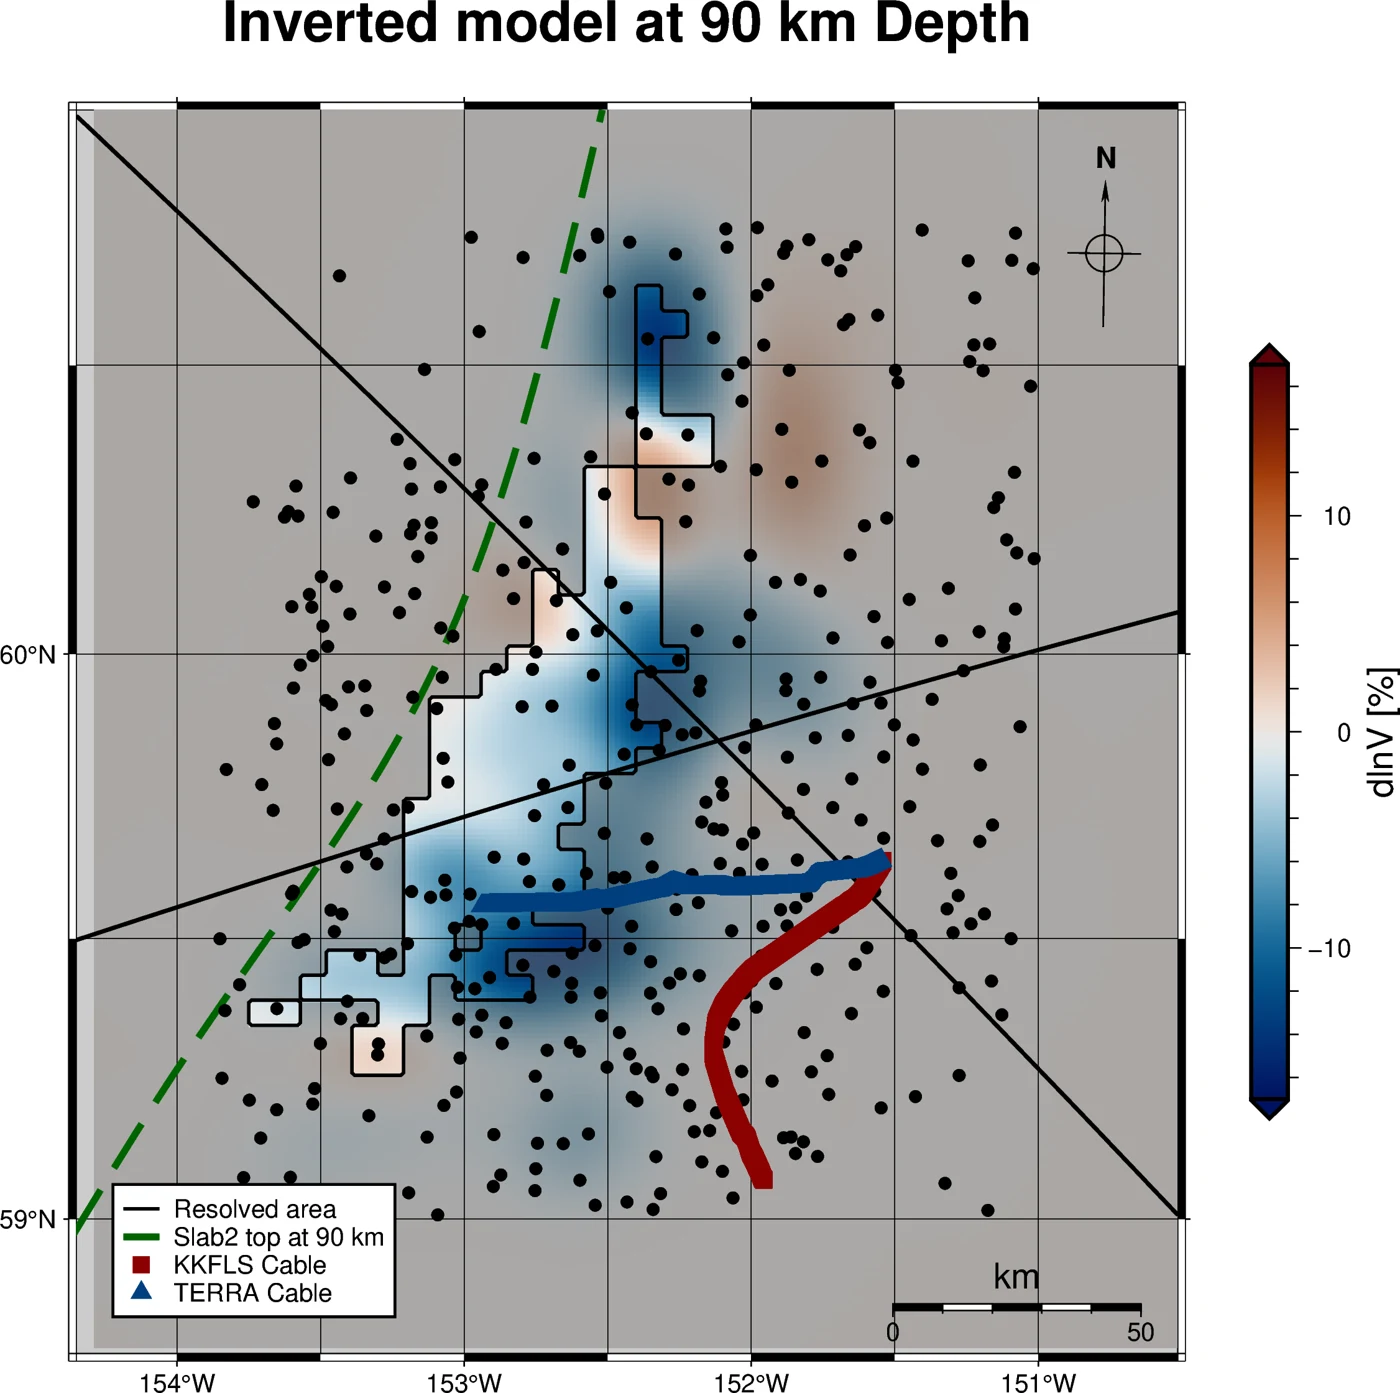 Inverted model at 90 km Depth
N
60°N
59°N
10
0
−10
dlnV [%]
Resolved area
Slab2 top at 90 km
KKFLS Cable
TERRA Cable
km
0
50
154°W
153°W
152°W
151°W